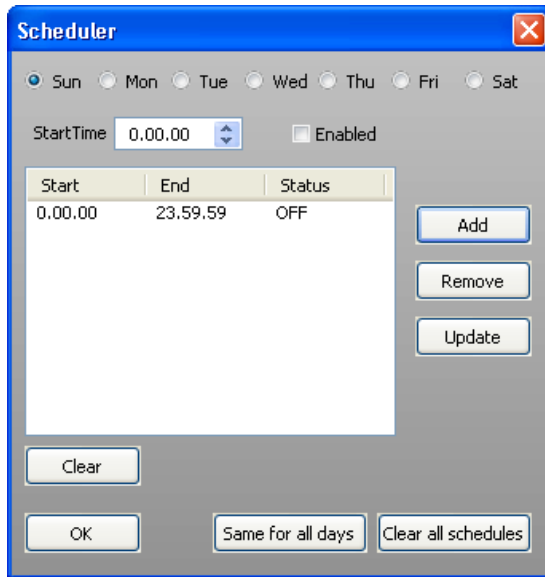 Scheduler
Sun Mon Tue Wed Thu Fri Sat
StartTime 0.00.00 Enabled
Start End Status
0.00.00 23.59.59 OFF
Add
Remove
Update
Clear
OK Same for all days Clear all schedules